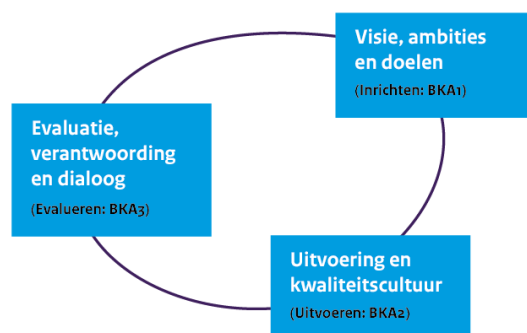 Visie, ambities
en doelen
(Inrichten: BKA1)
Evaluatie,
verantwoording
en dialoog
(Evalueren: BKA3)
Uitvoering en
kwaliteitscultuur
(Uitvoeren: BKA2)